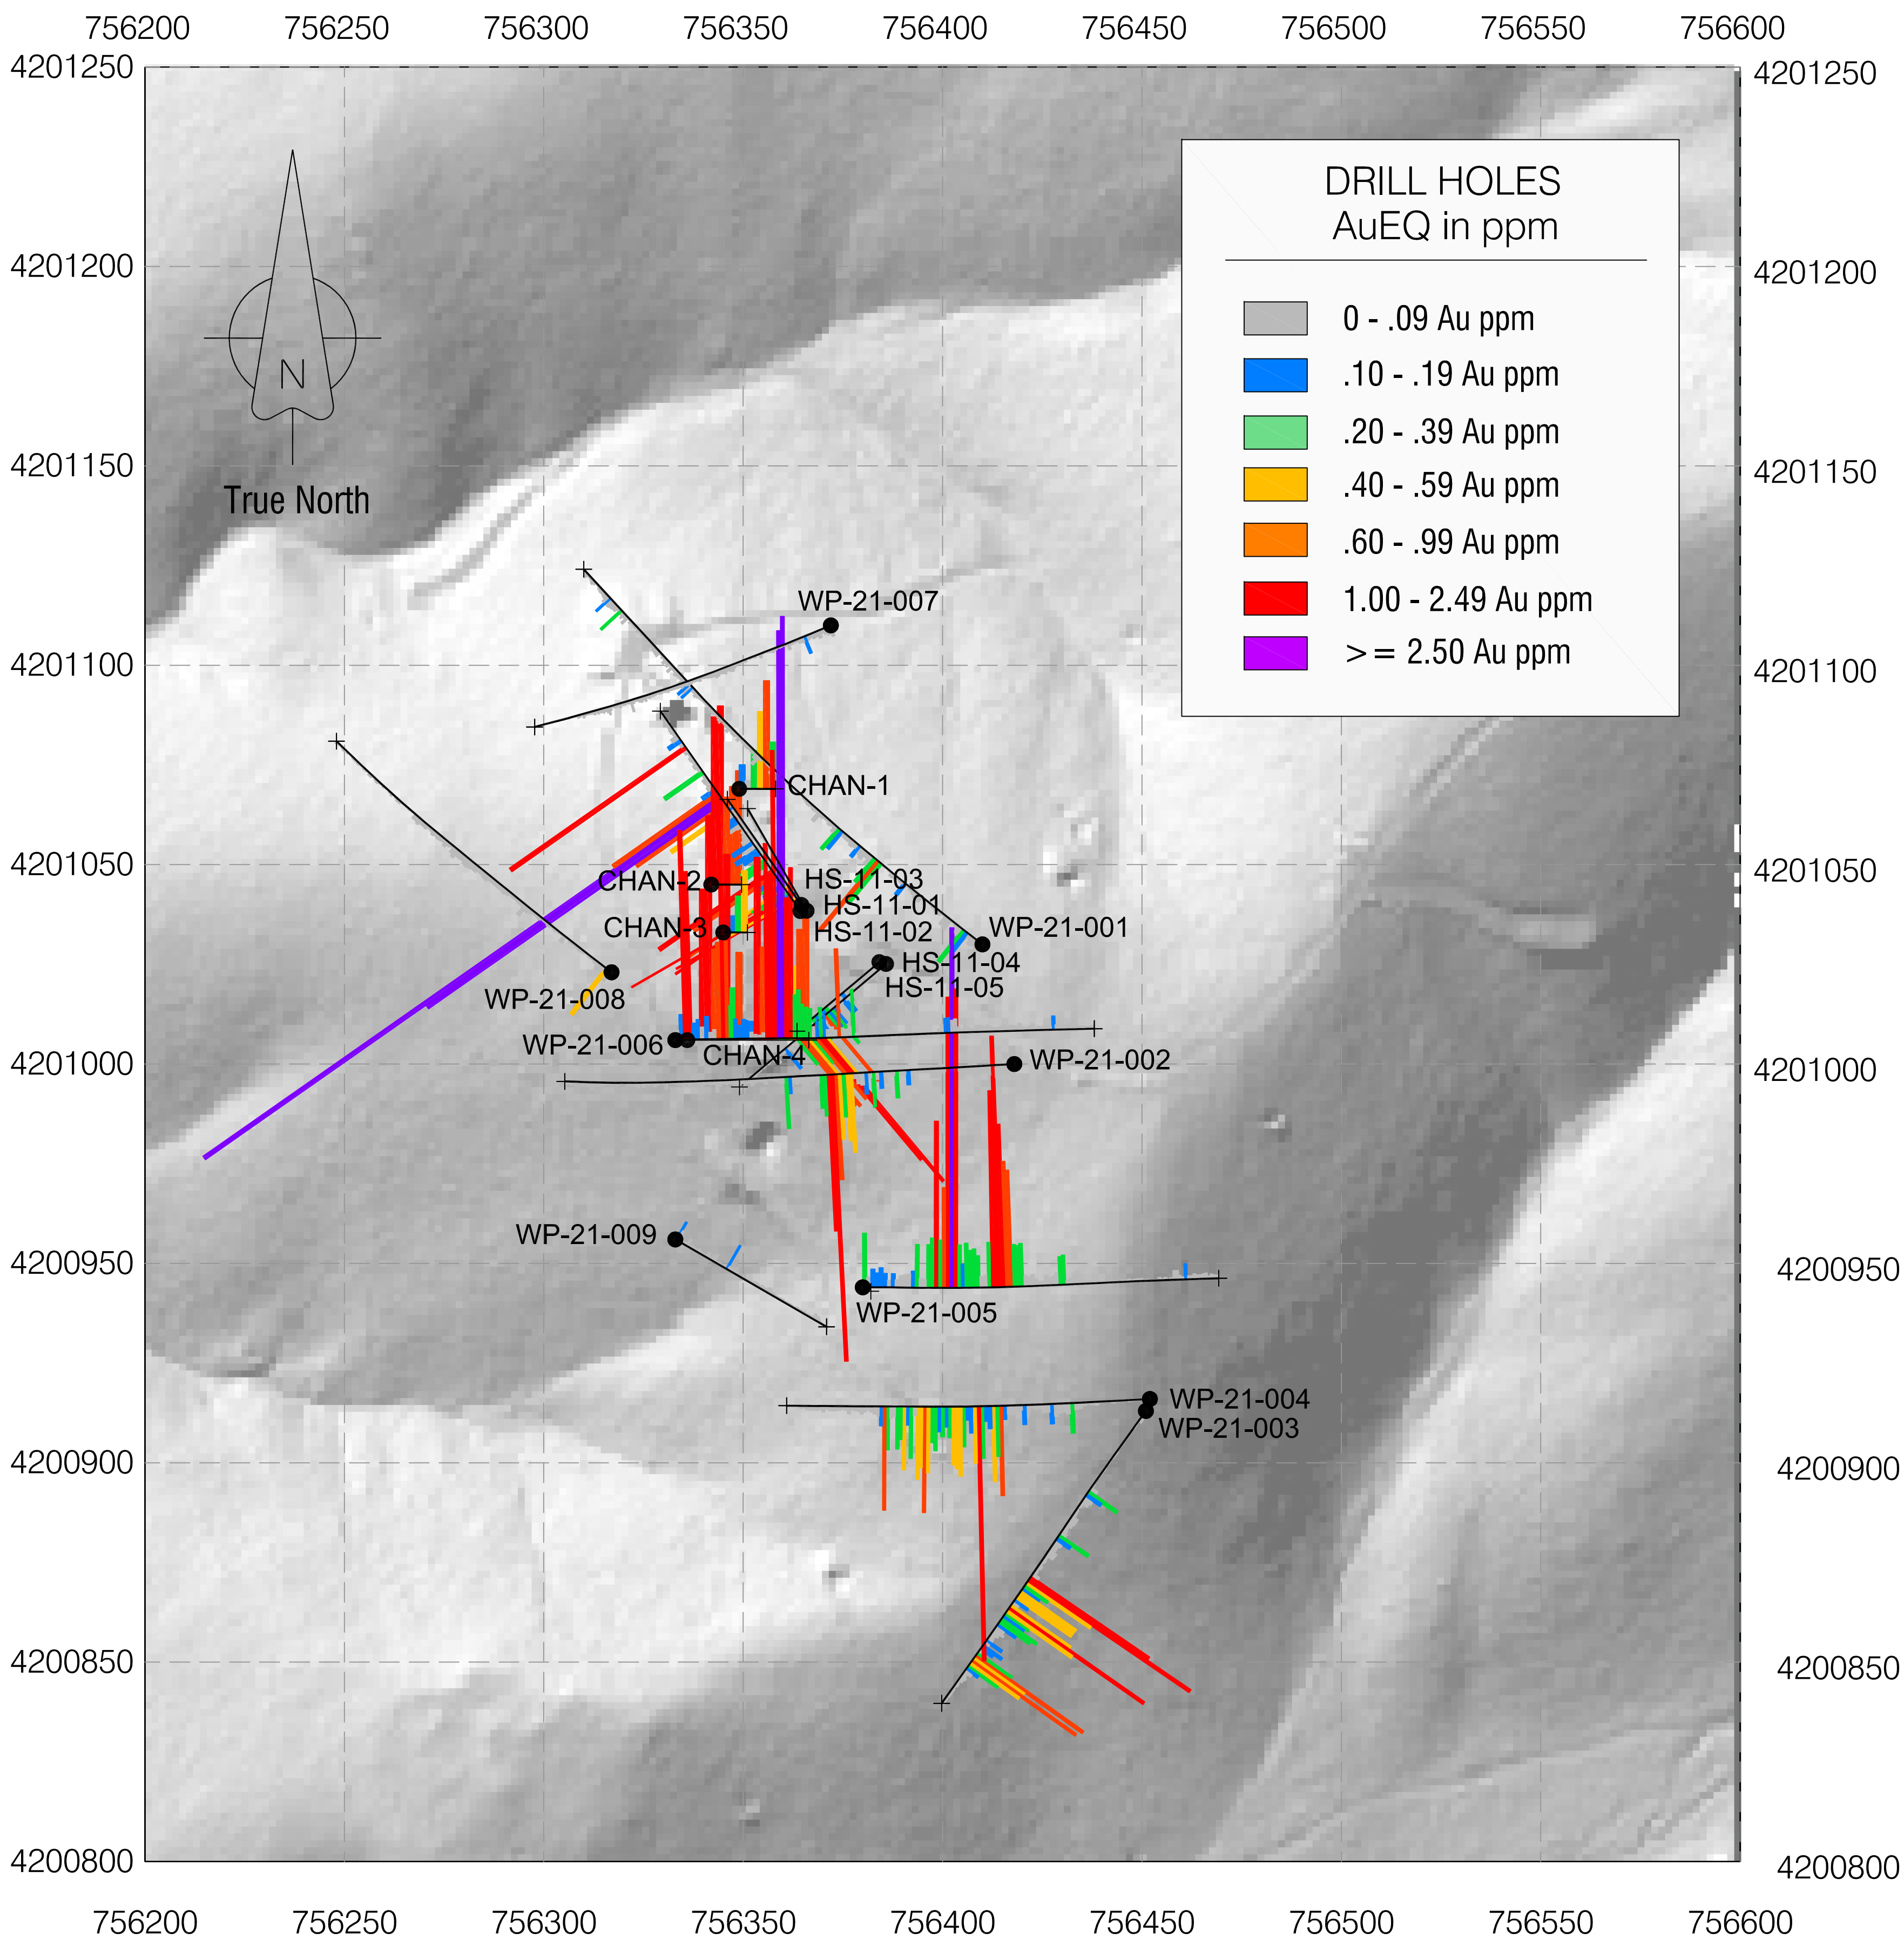 756200 756250 756300 756350 756400 756450 756500 756550 756600
4201250 4201250
DRILL HOLES
AuEQ in ppm
4201200 4201200
0 - .09 Au ppm
.10 - .19 Au ppm
N
.20 - .39 Au ppm
4201150 4201150
True North
.40 - .59 Au ppm
.60 - .99 Au ppm
WP-21-007 1.00 - 2.49 Au ppm
>= 2.50 Au ppm
4201100 4201100
CHAN-1
4201050 4201050
CHAN-2 HS-11-03
HS-11-01
CHAN-3 HS-11-02 WP-21-001
HS-11-04
WP-21-008 HS-11-05
WP-21-006
CHAN-4 WP-21-002
4201000 4201000
WP-21-009
4200950 4200950
WP-21-005
WP-21-004
WP-21-003
4200900 4200900
4200850 4200850
4200800 4200800
756200 756250 756300 756350 756400 756450 756500 756550 756600